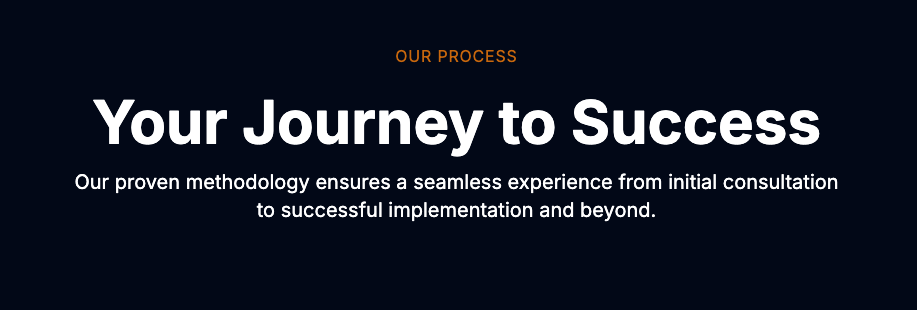 OUR PROCESS
Your Journey to Success
Our proven methodology ensures a seamless experience from initial consultation
to successful implementation and beyond.